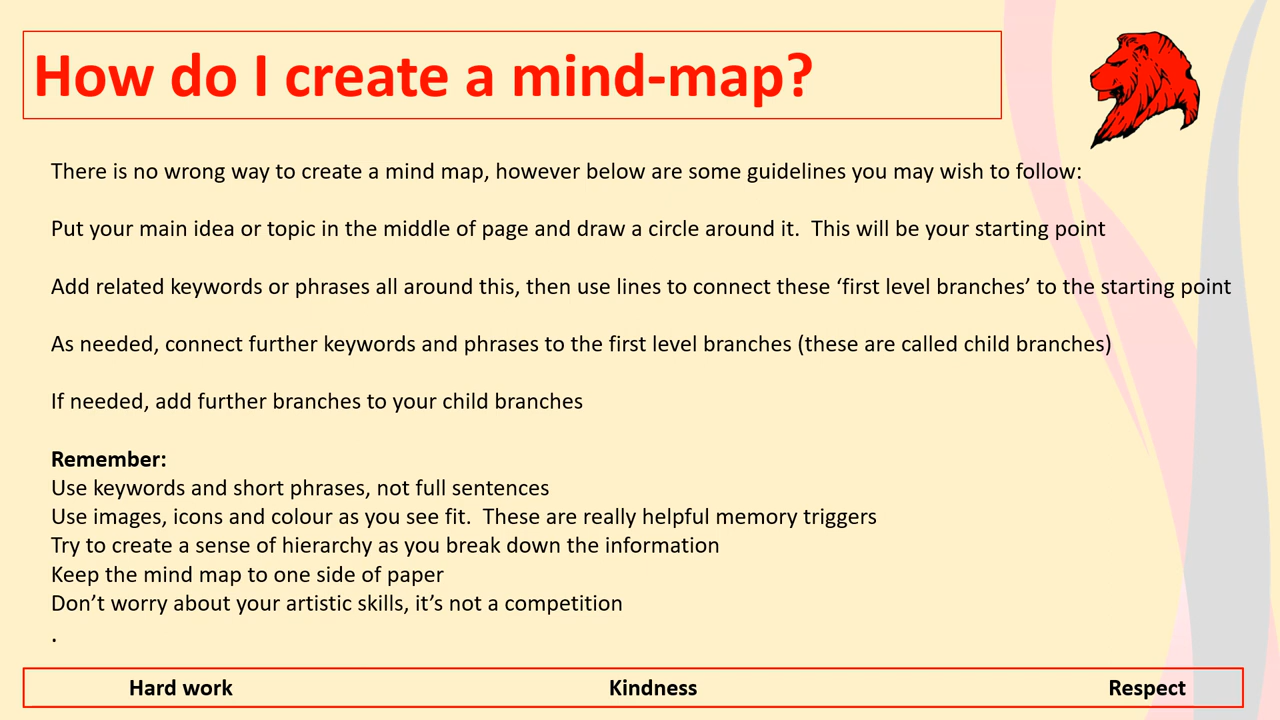 How do I create a mind-map?
There is no wrong way to create a mind map, however below are some guidelines you may wish to follow:
Put your main idea or topic in the middle of page and draw a circle around it.  This will be your starting point
Add related keywords or phrases all around this, then use lines to connect these ‘first level branches’ to the starting point
As needed, connect further keywords and phrases to the first level branches (these are called child branches)
If needed, add further branches to your child branches
Remember:
Use keywords and short phrases, not full sentences
Use images, icons and colour as you see fit.  These are really helpful memory triggers
Try to create a sense of hierarchy as you break down the information
Keep the mind map to one side of paper
Don’t worry about your artistic skills, it’s not a competition
.
Hard work Kindness Respect